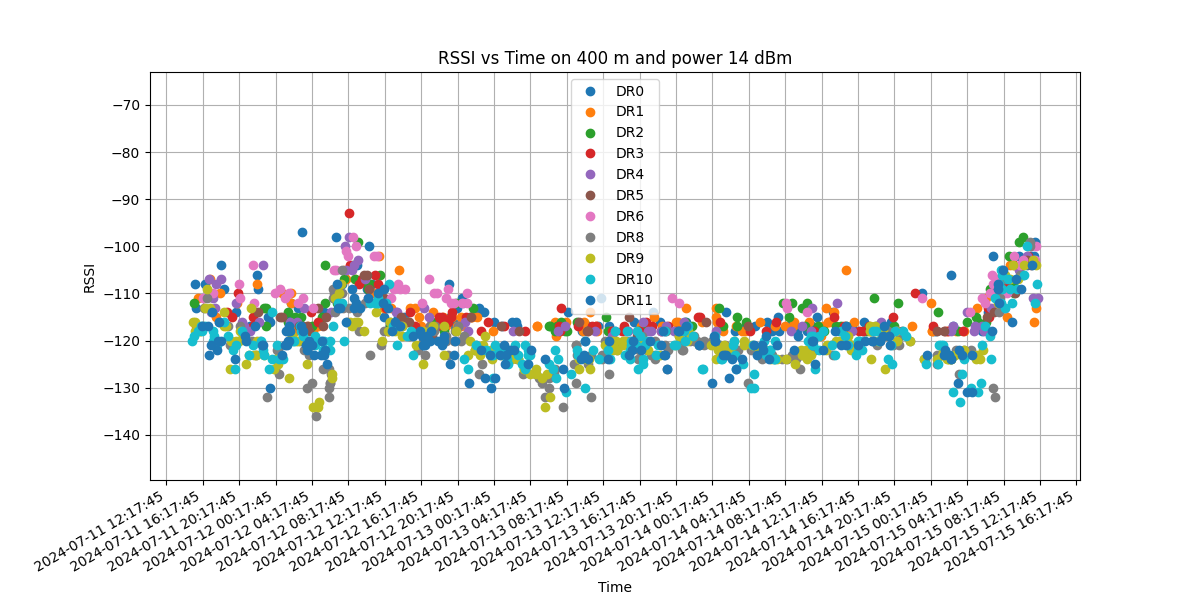 RSSI vs Time on 400 m and power 14 dBm
DR0
DR1
DR2
DR3
DR4
DR5
DR6
DR8
DR9
DR10
DR11
−70
−80
−90
−100
−110
−120
−130
−140
RSSI
2024-07-11 12:17:45
2024-07-11 16:17:45
2024-07-11 20:17:45
2024-07-12 00:17:45
2024-07-12 04:17:45
2024-07-12 08:17:45
2024-07-12 12:17:45
2024-07-12 16:17:45
2024-07-12 20:17:45
2024-07-13 00:17:45
2024-07-13 04:17:45
2024-07-13 08:17:45
2024-07-13 12:17:45
2024-07-13 16:17:45
2024-07-13 20:17:45
2024-07-14 00:17:45
2024-07-14 04:17:45
2024-07-14 08:17:45
2024-07-14 12:17:45
2024-07-14 16:17:45
2024-07-14 20:17:45
2024-07-15 00:17:45
2024-07-15 04:17:45
2024-07-15 08:17:45
2024-07-15 12:17:45
2024-07-15 16:17:45
Time